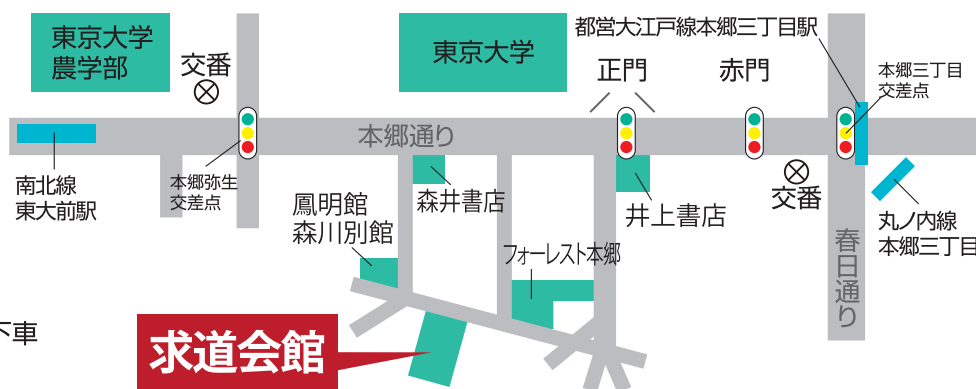 東京大学
農学部
交番
東京大学
都営大江戸線本郷三丁目駅
正門
赤門
本郷三丁目
交差点
本郷通り
南北線
東大前駅
本郷弥生
交差点
森井書店
井上書店
交番
丸ノ内線
本郷三丁目
鳳明館
森川別館
フォーレスト本郷
春日通り
下車
求道会館